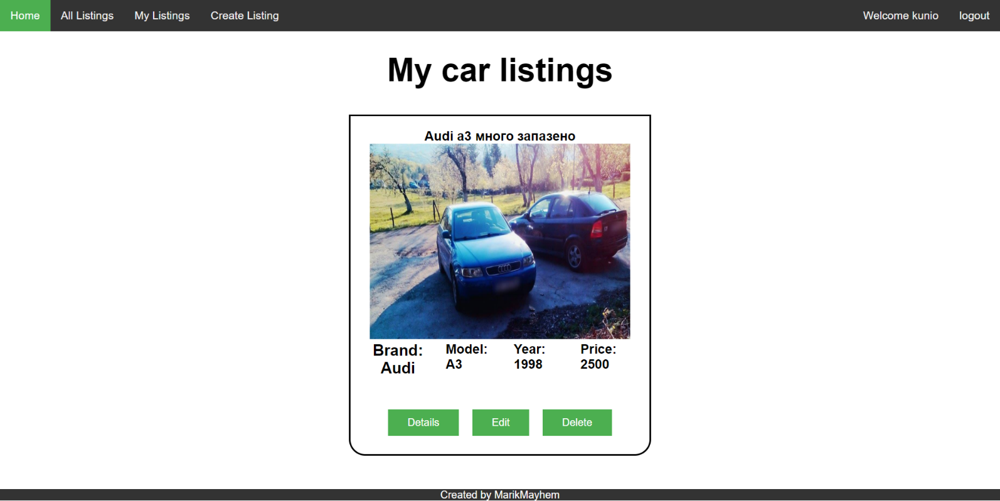 Home All Listings My Listings Create Listing Welcome kunio logout
My car listings
Audi a3 много запазено
Brand: Model: Year: Price:
Audi A3 1998 2500
Details Edit Delete
Created by MarikMayhem